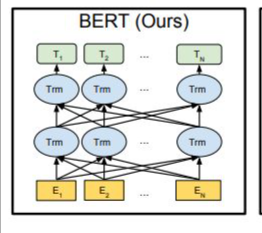 BERT (Ours)
T1 T2 ... TN
Trm Trm ... Trm
Trm Trm ... Trm
E1 E2 ... EN